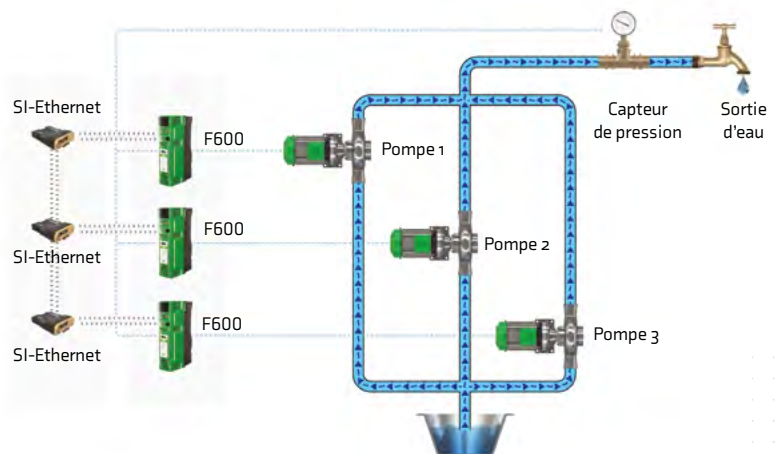 SI-Ethernet
F600
Pompe 1
Capteur
de pression
Sortie
d'eau
SI-Ethernet
F600
Pompe 2
SI-Ethernet
F600
Pompe 3